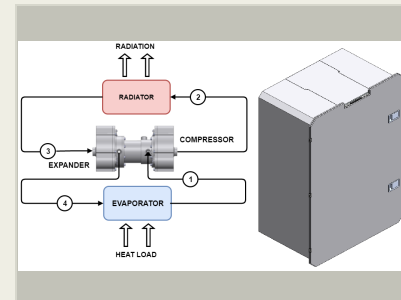 RADIATION
RADIATOR
2
COMPRESSOR
3
EXPANDER
1
4
EVAPORATOR
HEAT LOAD